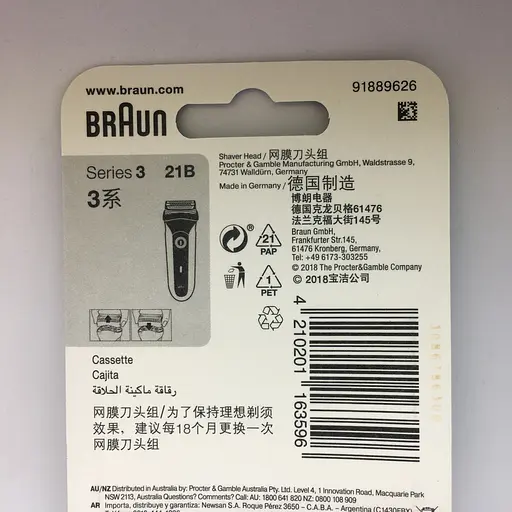 www.braun.com
91889626
BRAUN
Shaver Head / 网膜刀头组
Procter & Gamble Manufacturing GmbH, Waldstrasse 9,
74731 Walldürn, Germany
Made in Germany / 德国制造
Series 3 21B
3系
博朗电器
德国克龙贝格61476
法兰克福大街145号
Braun GmbH,
Frankfurter Str.145,
61476 Kronberg, Germany,
Tel: +49 6173-303255
© 2018 The Procter&Gamble Company
© 2018宝洁公司
21
PAP
1
PET
4 210201 163596
Cassette
Cajita
رقاقة ماكينة الحلاقة
网膜刀头组/为了保持理想剃须
效果，建议每18个月更换一次
网膜刀头组
AU/NZ Distributed in Australia by: Procter & Gamble Australia Pty. Ltd. Level 4, 1 Innovation Road, Macquarie Park
NSW 2113, Australia Questions? Comments? Call: AU: 1800 641 820 NZ: 0800 108 909
AR Importa, distribuye y garantiza: Newsan S.A. Roque Pérez 3650 – C.A.B.A. – Argentina (C1430FBX)